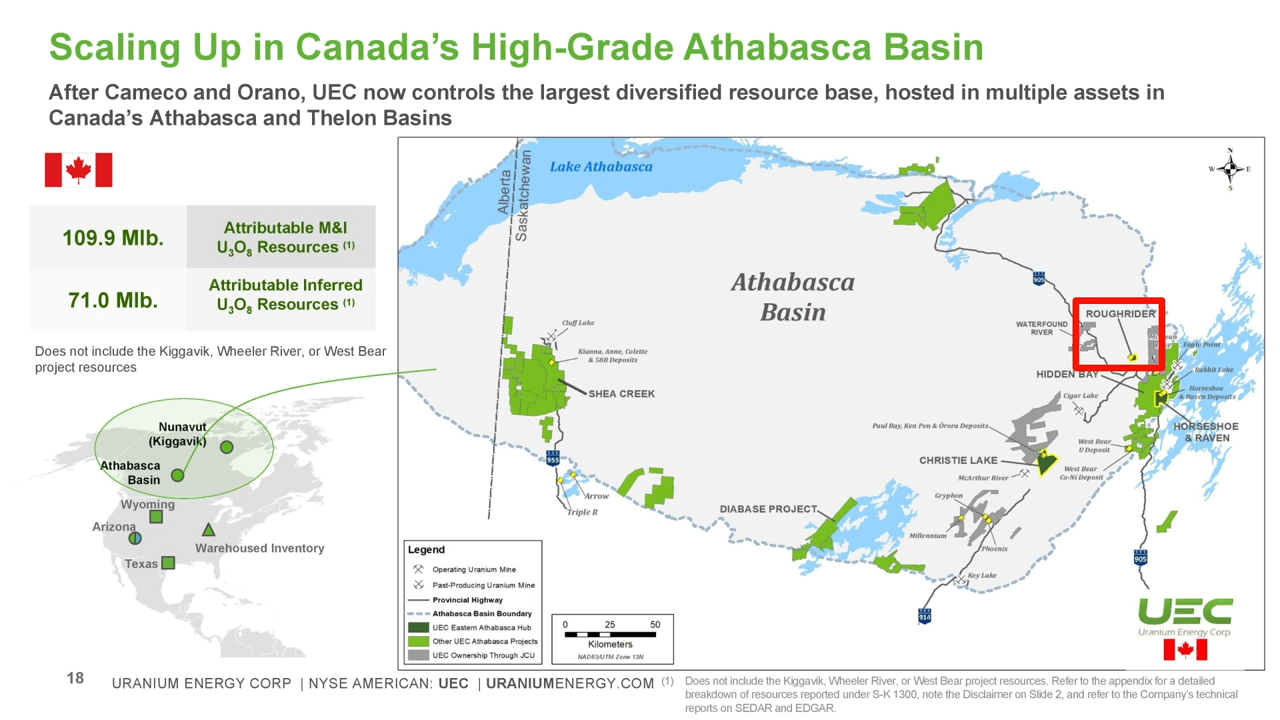 Scaling Up in Canada's High-Grade Athabasca Basin
After Cameco and Orano, UEC now controls the largest diversified resource base, hosted in multiple assets in
Canada's Athabasca and Thelon Basins
109.9 Mlb.
Attributable M&I
U3O8 Resources (1)
71.0 Mlb.
Attributable Inferred
U3O8 Resources (1)
Does not include the Kiggavik, Wheeler River, or West Bear
project resources
Nunavut
(Kiggavik)
Athabasca
Basin
Wyoming
Arizona
Warehoused Inventory
Texas
Lake Athabasca
Alberta
Saskatchewan
N
W
E
S
Athabasca
Basin
905
ROUGHRIDER
WATERFOUND
RIVER
Eagle Point
Rabbit Lake
HIDDEN BAY
Horseshoe
& Raven Deposits
HORSESHOE
& RAVEN
Cluff Lake
Kianna, Anne, Colette
& 58B Deposits
SHEA CREEK
Cigar Lake
Paul Bay, Ken Pen & Ōrora Deposits
West Bear
U Deposit
CHRISTIE LAKE
West Bear
Co-Ni Deposit
McArthur River
955
Arrow
Triple R
Gryphon
DIABASE PROJECT
Millennium
Phoenix
Key Lake
905
914
Legend
Operating Uranium Mine
Past-Producing Uranium Mine
Provincial Highway
Athabasca Basin Boundary
UEC Eastern Athabasca Hub
Other UEC Athabasca Projects
UEC Ownership Through JCU
0 25 50
Kilometers
NAD83/UTM Zone 13N
UEC
Uranium Energy Corp
18
URANIUM ENERGY CORP | NYSE AMERICAN: UEC | URANIUMENERGY.COM
(1) Does not include the Kiggavik, Wheeler River, or West Bear project resources. Refer to the appendix for a detailed
breakdown of resources reported under S-K 1300, note the Disclaimer on Slide 2, and refer to the Company's technical
reports on SEDAR and EDGAR.